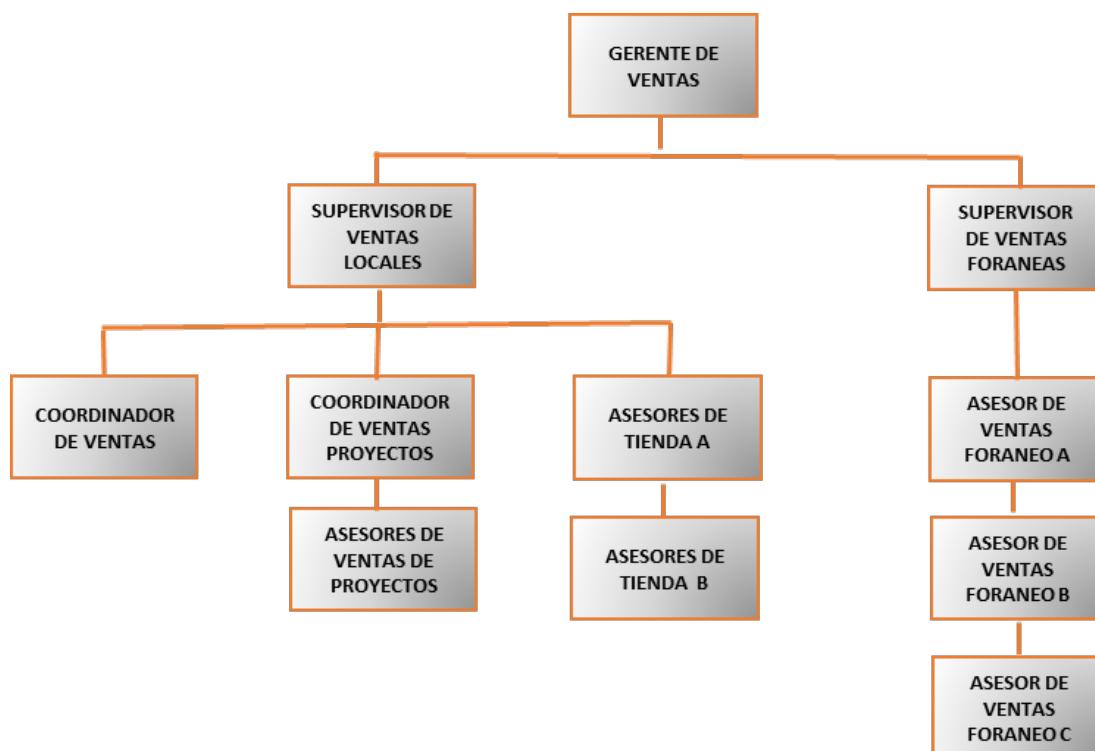 GERENTE DE
VENTAS
SUPERVISOR DE
VENTAS
LOCALES
SUPERVISOR
DE VENTAS
FORANEAS
COORDINADOR
DE VENTAS
COORDINADOR
DE VENTAS
PROYECTOS
ASESORES DE
TIENDA A
ASESOR DE
VENTAS
FORANEO A
ASESORES DE
VENTAS DE
PROYECTOS
ASESORES DE
TIENDA B
ASESOR DE
VENTAS
FORANEO B
ASESOR DE
VENTAS
FORANEO C